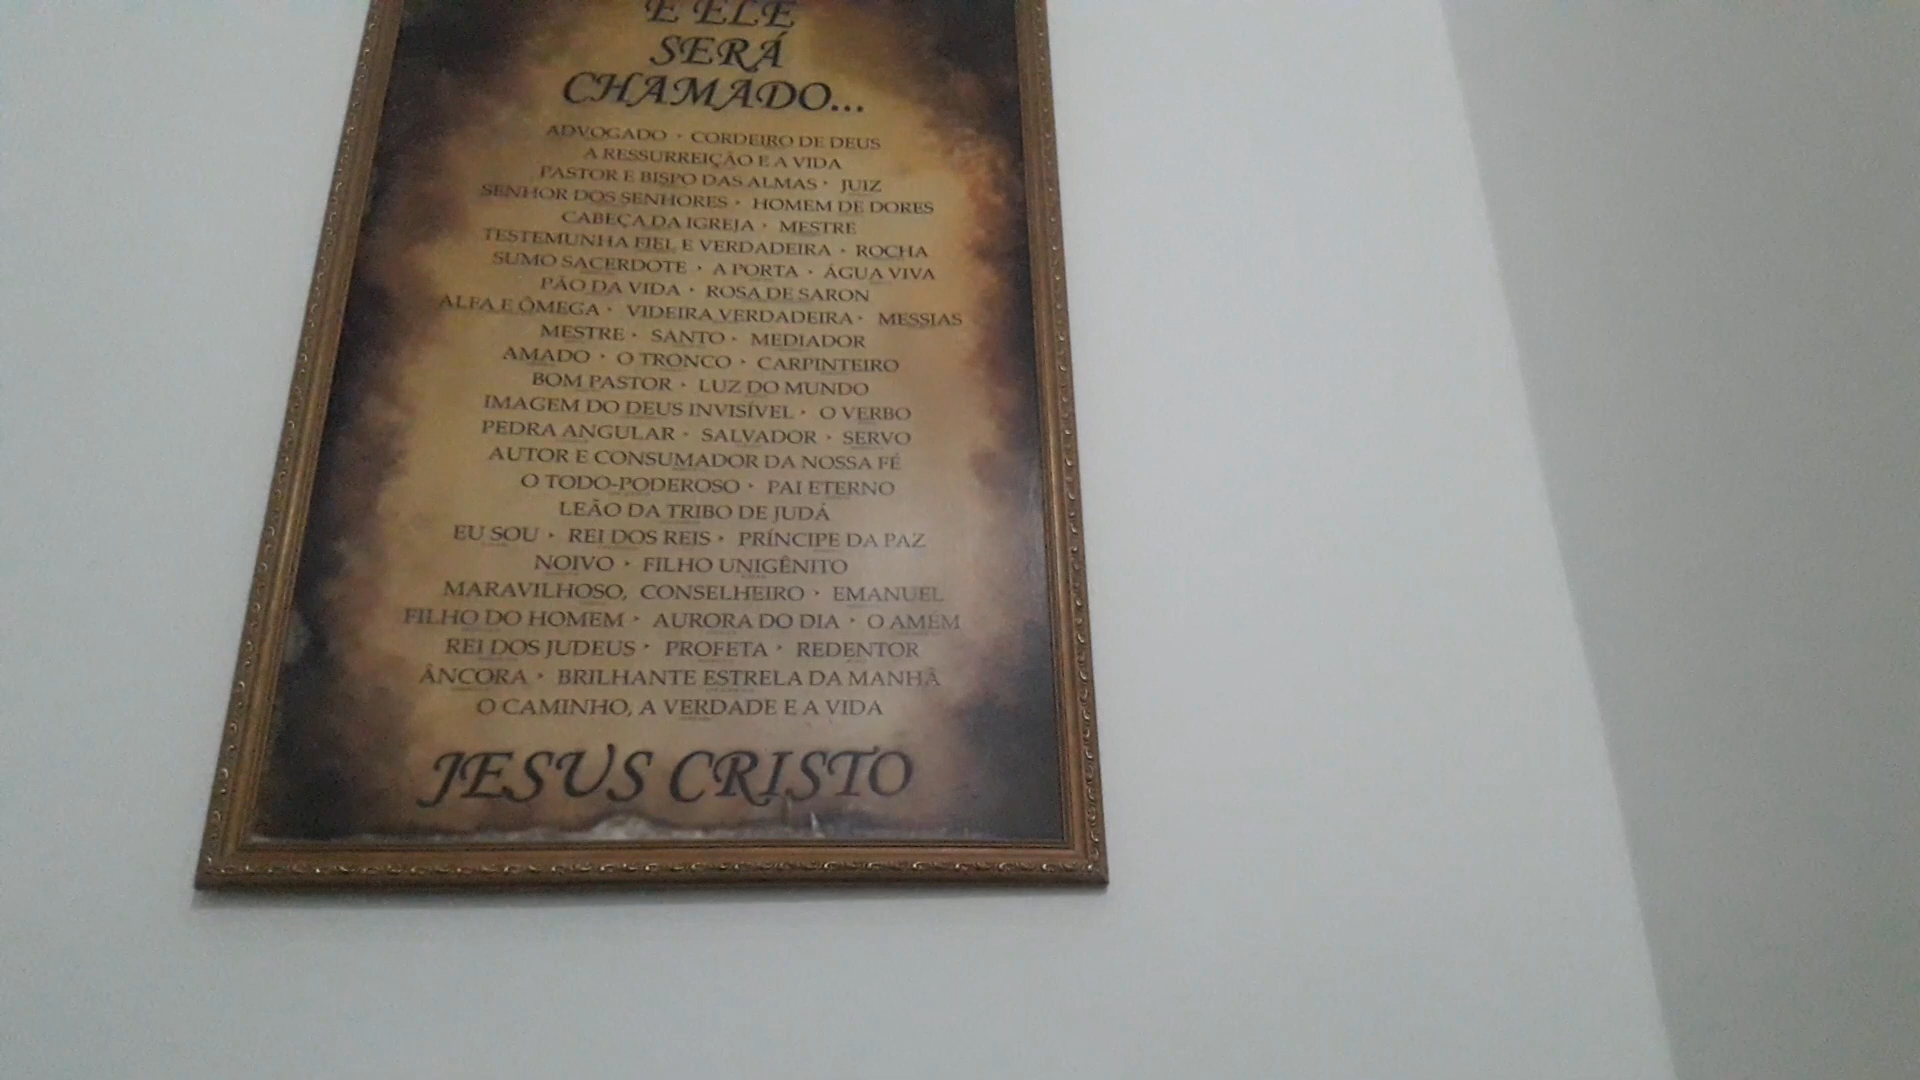 E ELE
SERÁ
CHAMADO...
ADVOGADO · CORDEIRO DE DEUS
A RESSURREIÇÃO E A VIDA
PASTOR E BISPO DAS ALMAS · JUIZ
SENHOR DOS SENHORES · HOMEM DE DORES
CABEÇA DA IGREJA · MESTRE
TESTEMUNHA FIEL E VERDADEIRA · ROCHA
SUMO SACERDOTE · A PORTA · ÁGUA VIVA
PÃO DA VIDA · ROSA DE SARON
ALFA E ÔMEGA · VIDEIRA VERDADEIRA · MESSIAS
MESTRE · SANTO · MEDIADOR
AMADO · O TRONCO · CARPINTEIRO
BOM PASTOR · LUZ DO MUNDO
IMAGEM DO DEUS INVISÍVEL · O VERBO
PEDRA ANGULAR · SALVADOR · SERVO
AUTOR E CONSUMADOR DA NOSSA FÉ
O TODO-PODEROSO · PAI ETERNO
LEÃO DA TRIBO DE JUDÁ
EU SOU · REI DOS REIS · PRÍNCIPE DA PAZ
NOIVO · FILHO UNIGÊNITO
MARAVILHOSO, CONSELHEIRO · EMANUEL
FILHO DO HOMEM · AURORA DO DIA · O AMÉM
REI DOS JUDEUS · PROFETA · REDENTOR
ÂNCORA · BRILHANTE ESTRELA DA MANHÃ
O CAMINHO, A VERDADE E A VIDA
JESUS CRISTO